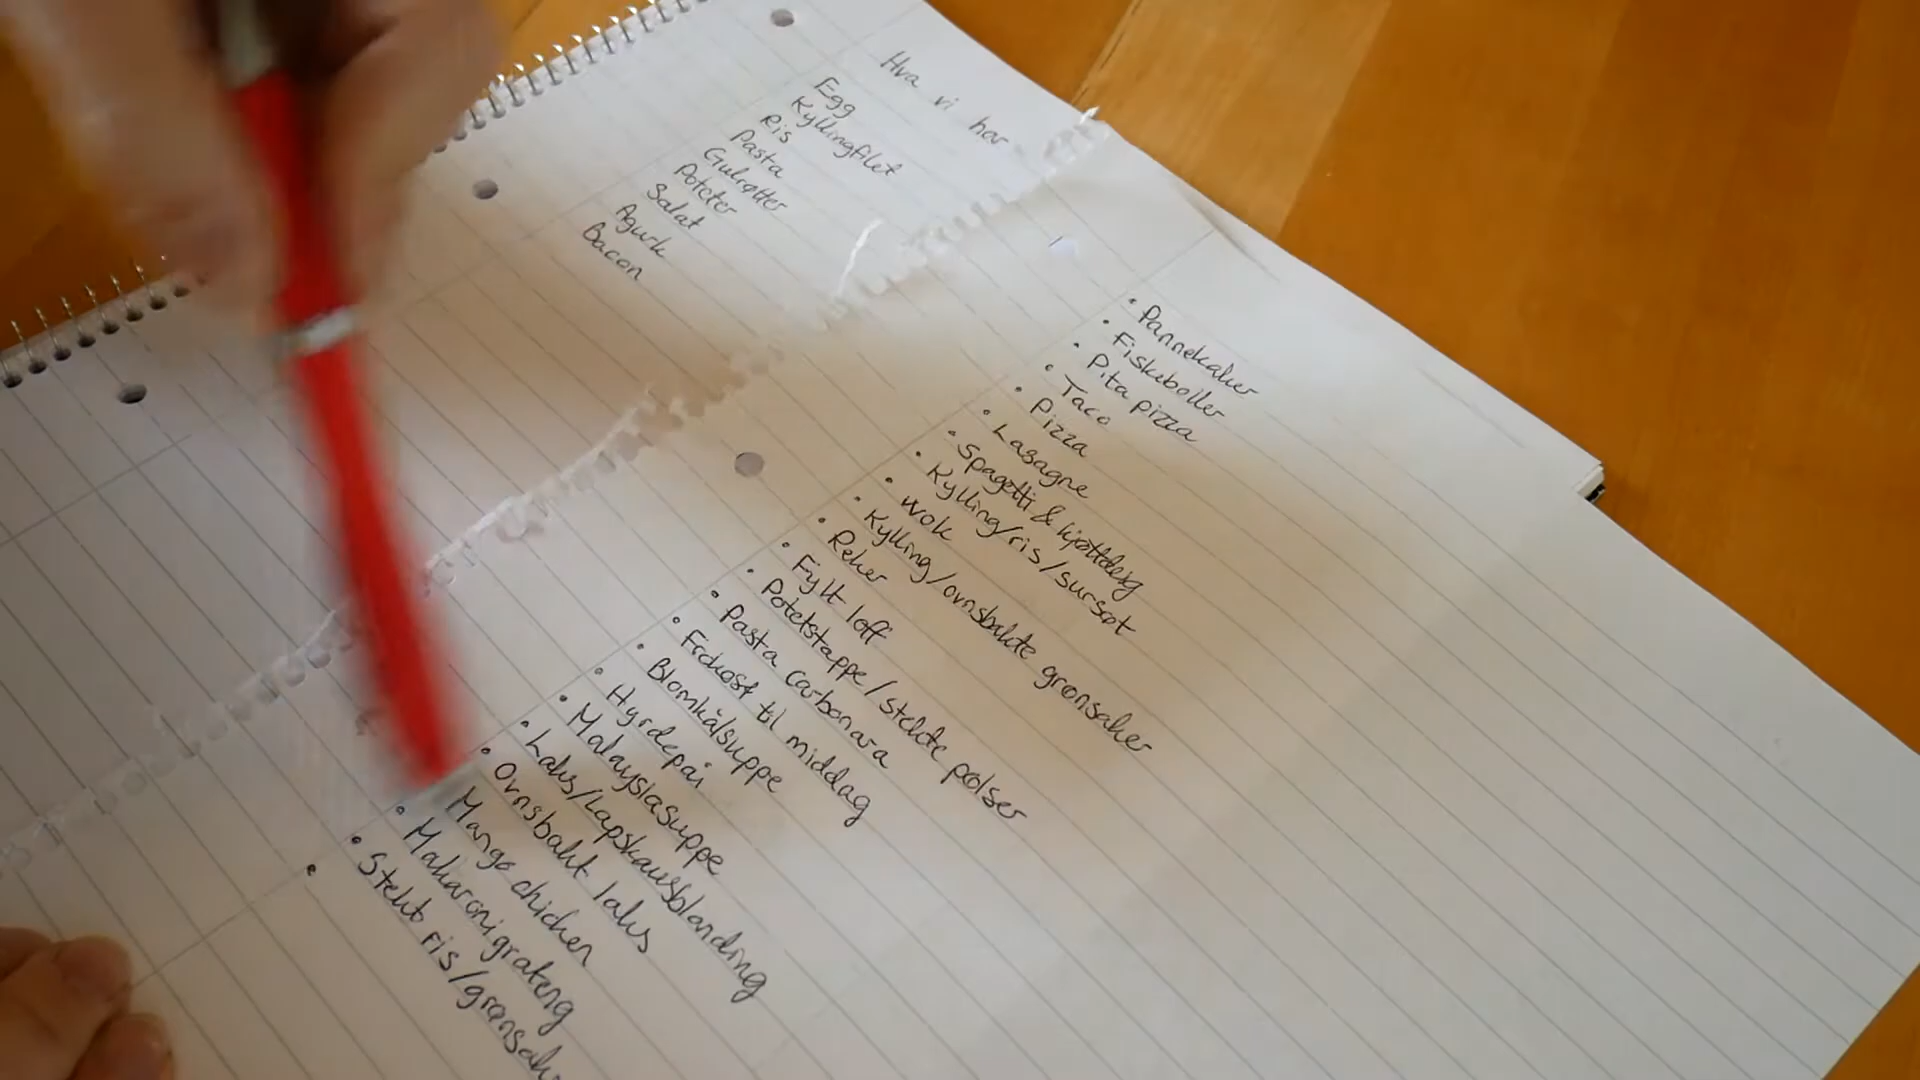 Hva vi har
Egg
Kyllingfilet
Ris
Pasta
Gulrøtter
Poteter
Salat
Agurk
Bacon
• Pannekaker
• Fiskeboller
• Pita pizza
• Taco
• Pizza
• Lasagne
• Spagetti & kjøttdeig
• Kylling/ris/sursøt
• Wok
• Kylling/ovnsbakte grønsaker
• Reker
• Fylt loff
• Potetstappe/stekte pølser
• Pasta carbonara
• Frokost til middag
• Blomkålsuppe
• Hyrdepai
• Malaysiasuppe
• Laks/Lapskausblanding
• Ovnsbakt laks
Mango chicken
• Makaronigrateng
• Stekt ris/grønsak
•